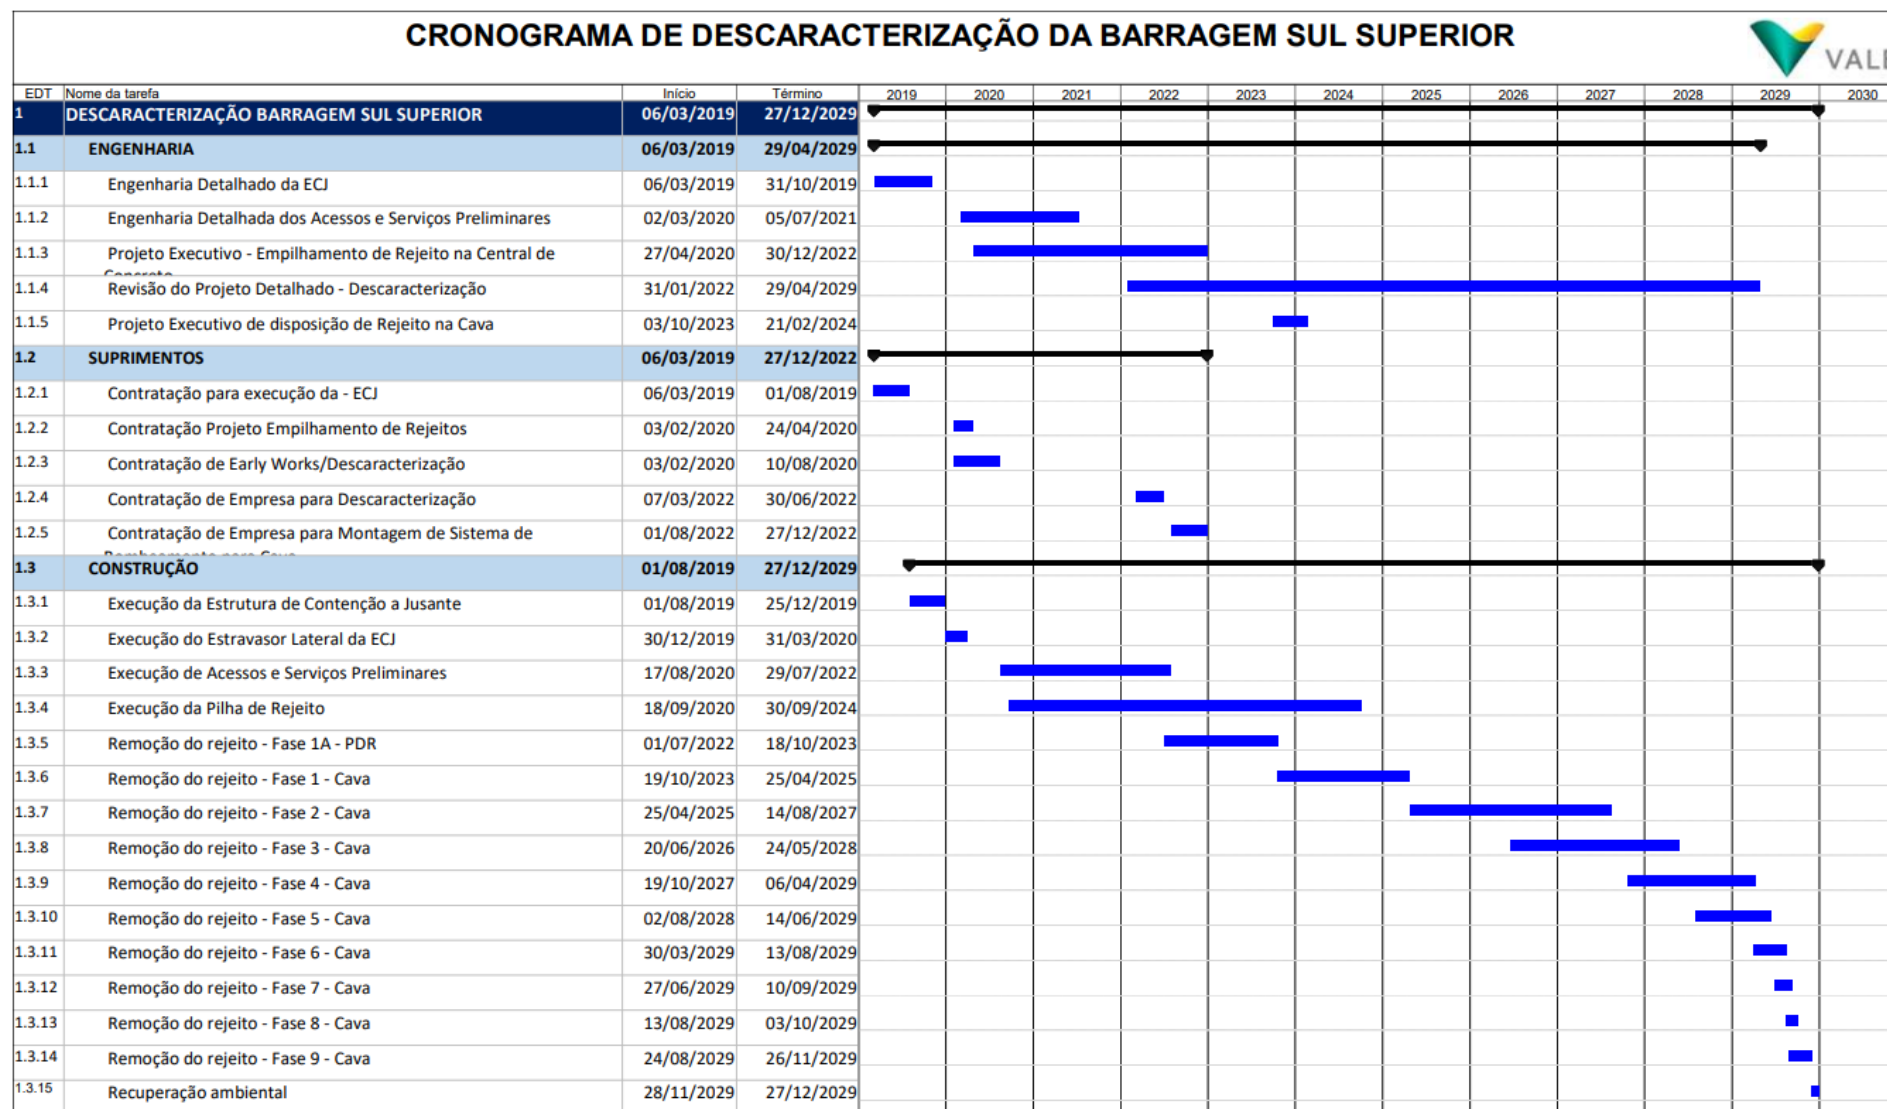 CRONOGRAMA DE DESCARACTERIZAÇÃO DA BARRAGEM SUL SUPERIOR
VALE
EDT Nome da tarefa Início Término 2019 2020 2021 2022 2023 2024 2025 2026 2027 2028 2029 2030
1 DESCARACTERIZAÇÃO BARRAGEM SUL SUPERIOR 06/03/2019 27/12/2029
1.1 ENGENHARIA 06/03/2019 29/04/2029
1.1.1 Engenharia Detalhado da ECJ 06/03/2019 31/10/2019
1.1.2 Engenharia Detalhada dos Acessos e Serviços Preliminares 02/03/2020 05/07/2021
1.1.3 Projeto Executivo - Empilhamento de Rejeito na Central de 27/04/2020 30/12/2022
Concreto
1.1.4 Revisão do Projeto Detalhado - Descaracterização 31/01/2022 29/04/2029
1.1.5 Projeto Executivo de disposição de Rejeito na Cava 03/10/2023 21/02/2024
1.2 SUPRIMENTOS 06/03/2019 27/12/2022
1.2.1 Contratação para execução da - ECJ 06/03/2019 01/08/2019
1.2.2 Contratação Projeto Empilhamento de Rejeitos 03/02/2020 24/04/2020
1.2.3 Contratação de Early Works/Descaracterização 03/02/2020 10/08/2020
1.2.4 Contratação de Empresa para Descaracterização 07/03/2022 30/06/2022
1.2.5 Contratação de Empresa para Montagem de Sistema de 01/08/2022 27/12/2022
Bombeamento para Cava
1.3 CONSTRUÇÃO 01/08/2019 27/12/2029
1.3.1 Execução da Estrutura de Contenção a Jusante 01/08/2019 25/12/2019
1.3.2 Execução do Estravasor Lateral da ECJ 30/12/2019 31/03/2020
1.3.3 Execução de Acessos e Serviços Preliminares 17/08/2020 29/07/2022
1.3.4 Execução da Pilha de Rejeito 18/09/2020 30/09/2024
1.3.5 Remoção do rejeito - Fase 1A - PDR 01/07/2022 18/10/2023
1.3.6 Remoção do rejeito - Fase 1 - Cava 19/10/2023 25/04/2025
1.3.7 Remoção do rejeito - Fase 2 - Cava 25/04/2025 14/08/2027
1.3.8 Remoção do rejeito - Fase 3 - Cava 20/06/2026 24/05/2028
1.3.9 Remoção do rejeito - Fase 4 - Cava 19/10/2027 06/04/2029
1.3.10 Remoção do rejeito - Fase 5 - Cava 02/08/2028 14/06/2029
1.3.11 Remoção do rejeito - Fase 6 - Cava 30/03/2029 13/08/2029
1.3.12 Remoção do rejeito - Fase 7 - Cava 27/06/2029 10/09/2029
1.3.13 Remoção do rejeito - Fase 8 - Cava 13/08/2029 03/10/2029
1.3.14 Remoção do rejeito - Fase 9 - Cava 24/08/2029 26/11/2029
1.3.15 Recuperação ambiental 28/11/2029 27/12/2029